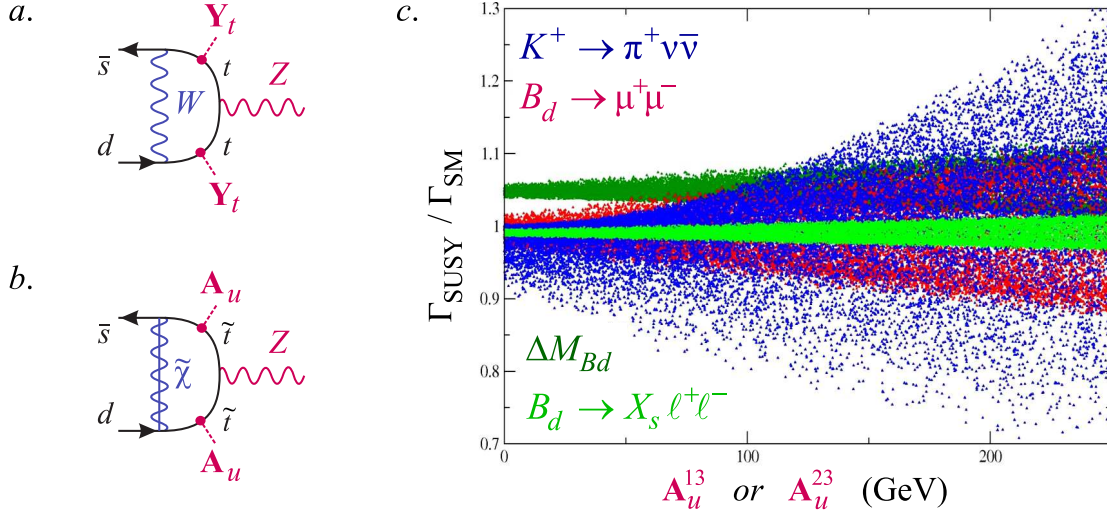 a.
Y_t
s̄
t
Z
W
d
t
Y_t
b.
A_u
s̄
t̃
Z
χ̃
d
t̃
A_u
c.
Γ_SUSY / Γ_SM
1.3
1.2
1.1
1
0.9
0.8
0.7
K⁺ → π⁺νν̄
B_d → μ⁺μ⁻
ΔM_Bd
B_d → X_s ℓ⁺ℓ⁻
0 100 200
A_u^13 or A_u^23 (GeV)